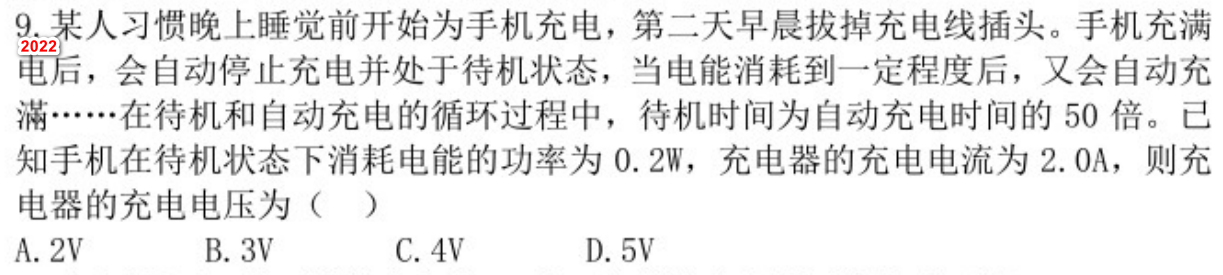 9. 某人习惯晚上睡觉前开始为手机充电，第二天早晨拔掉充电线插头。手机充满
2022
电后，会自动停止充电并处于待机状态，当电能消耗到一定程度后，又会自动充
滿……在待机和自动充电的循环过程中，待机时间为自动充电时间的 50 倍。已
知手机在待机状态下消耗电能的功率为 0.2W，充电器的充电电流为 2.0A，则充
电器的充电电压为（ ）
A. 2V B. 3V C. 4V D. 5V